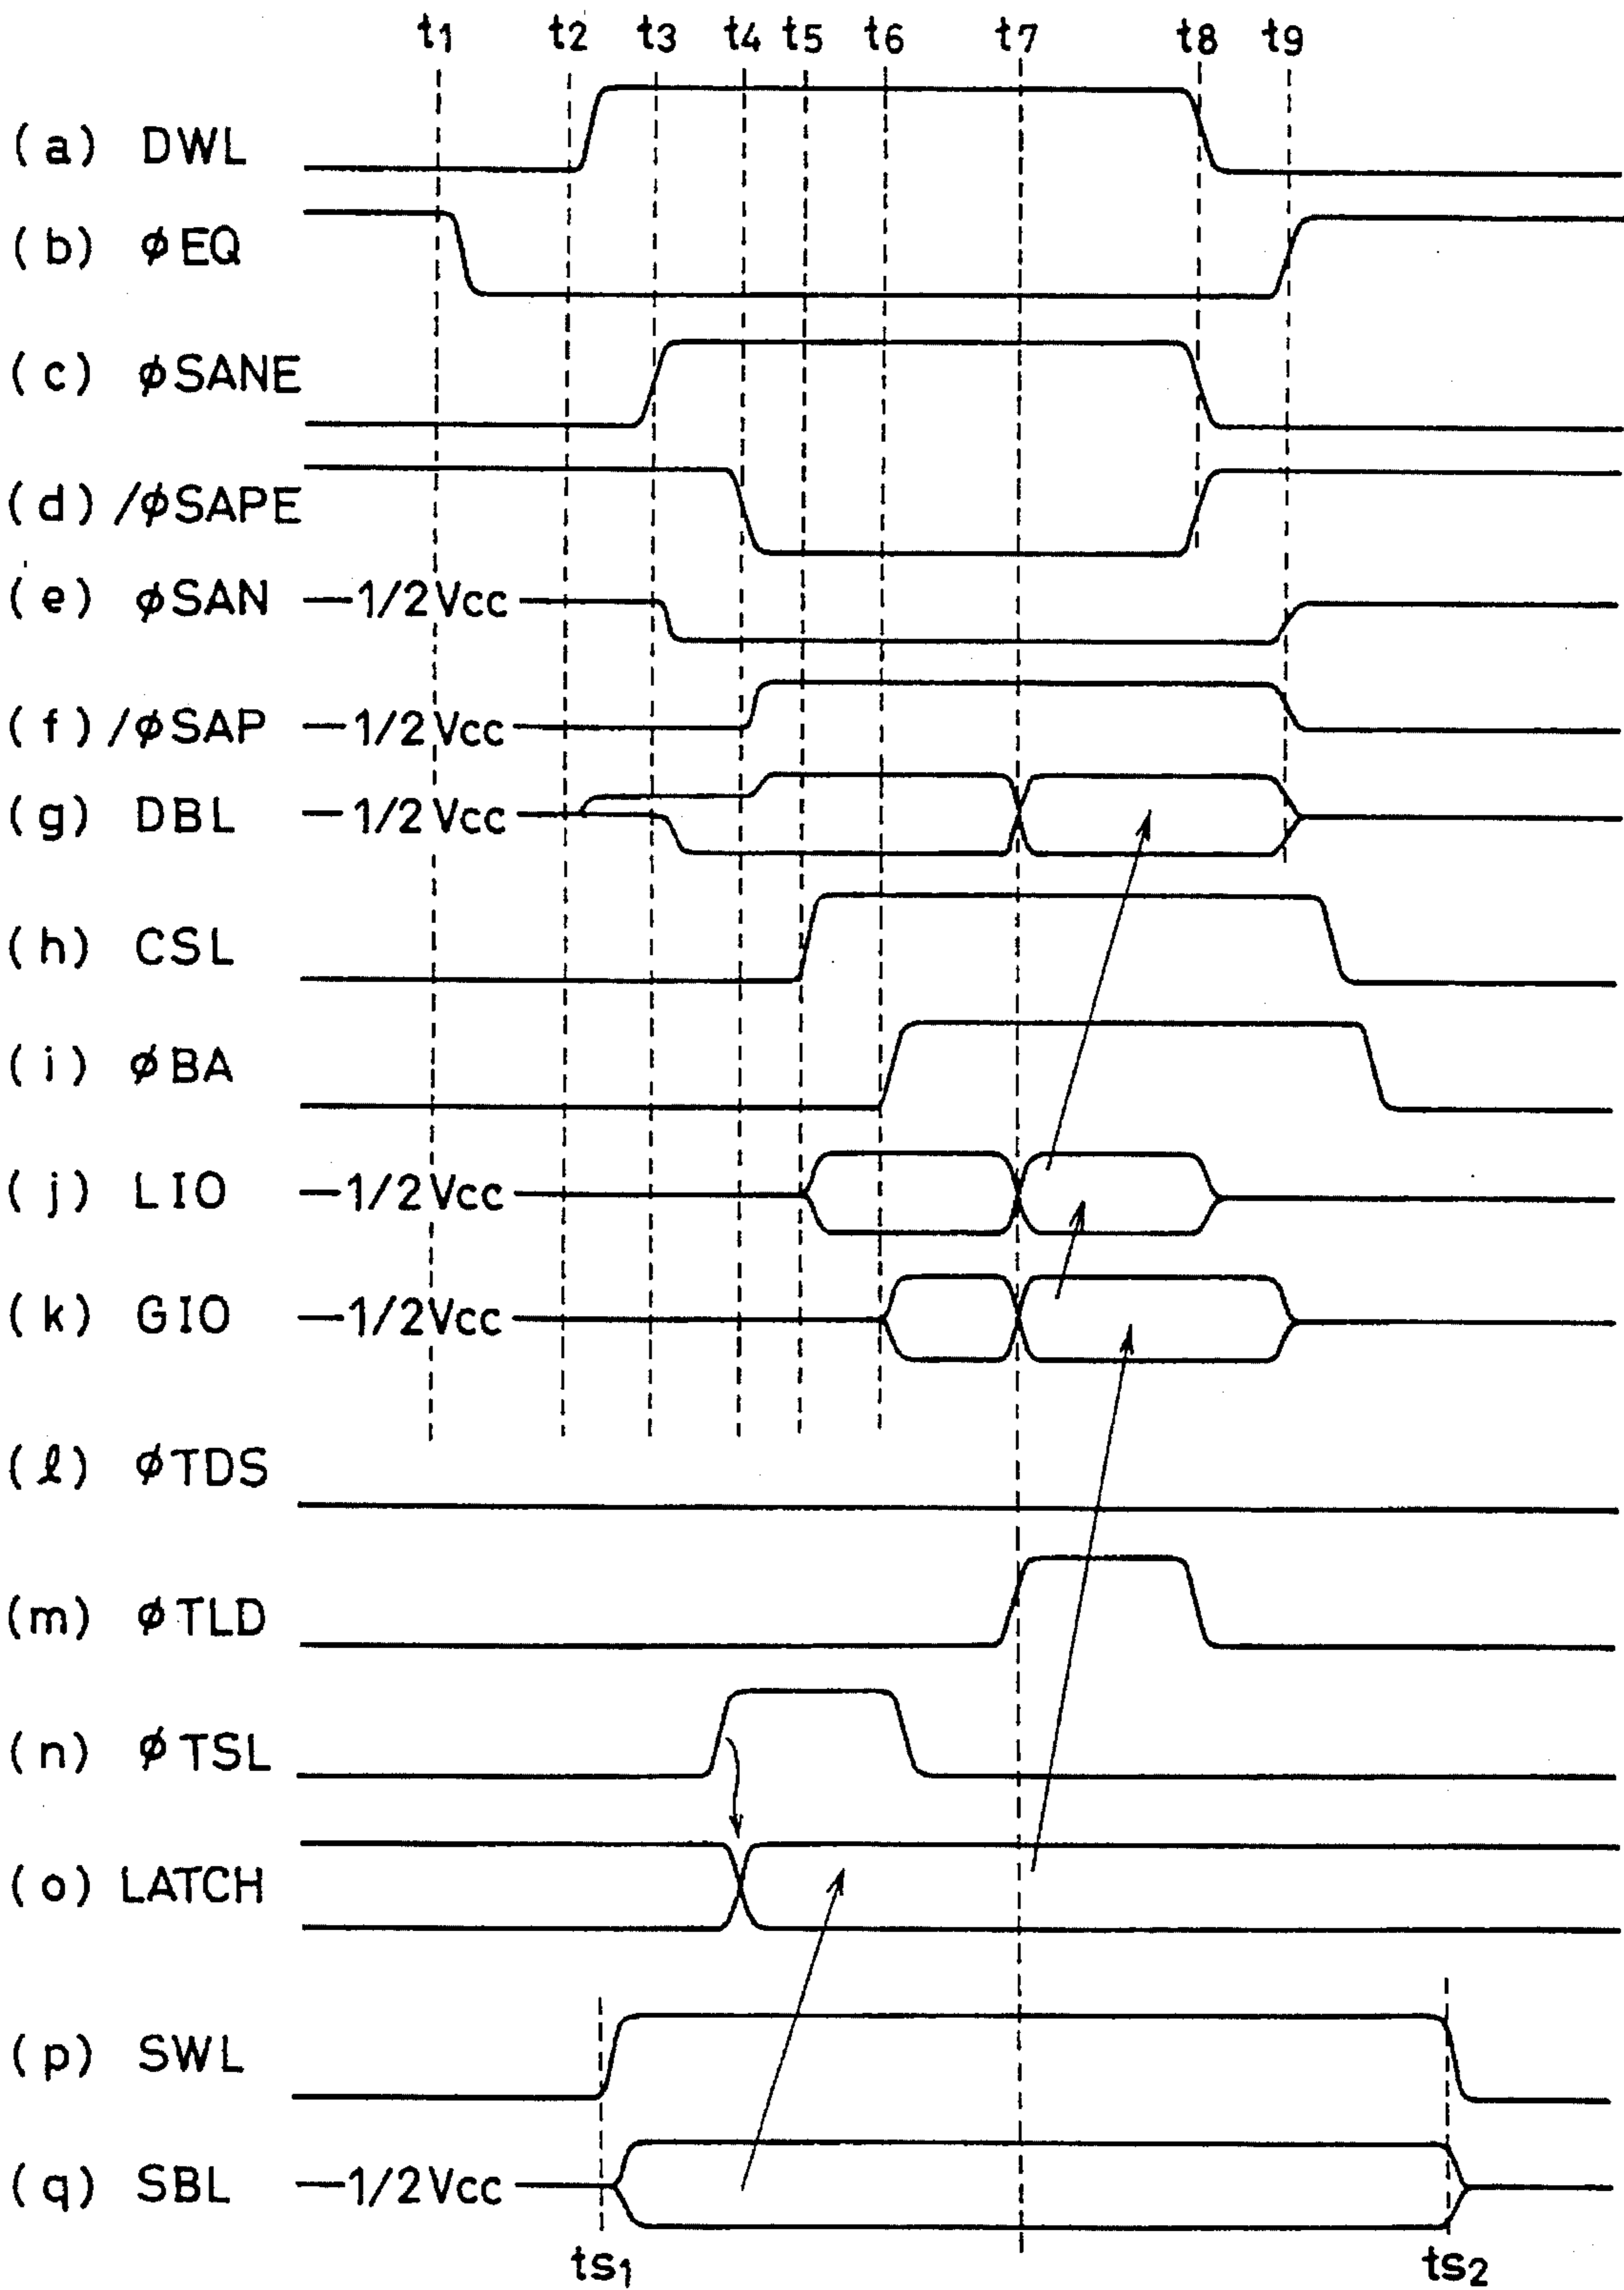 t1 t2 t3 t4 t5 t6 t7 t8 t9
(a) DWL
(b) ϕEQ
(c) ϕSANE
(d) /ϕSAPE
(e) ϕSAN —1/2Vcc
(f) /ϕSAP —1/2Vcc
(g) DBL —1/2Vcc
(h) CSL
(i) ϕBA
(j) LIO —1/2Vcc
(k) GIO —1/2Vcc
(ℓ) ϕTDS
(m) ϕTLD
(n) ϕTSL
(o) LATCH
(p) SWL
(q) SBL —1/2Vcc
ts1 ts2